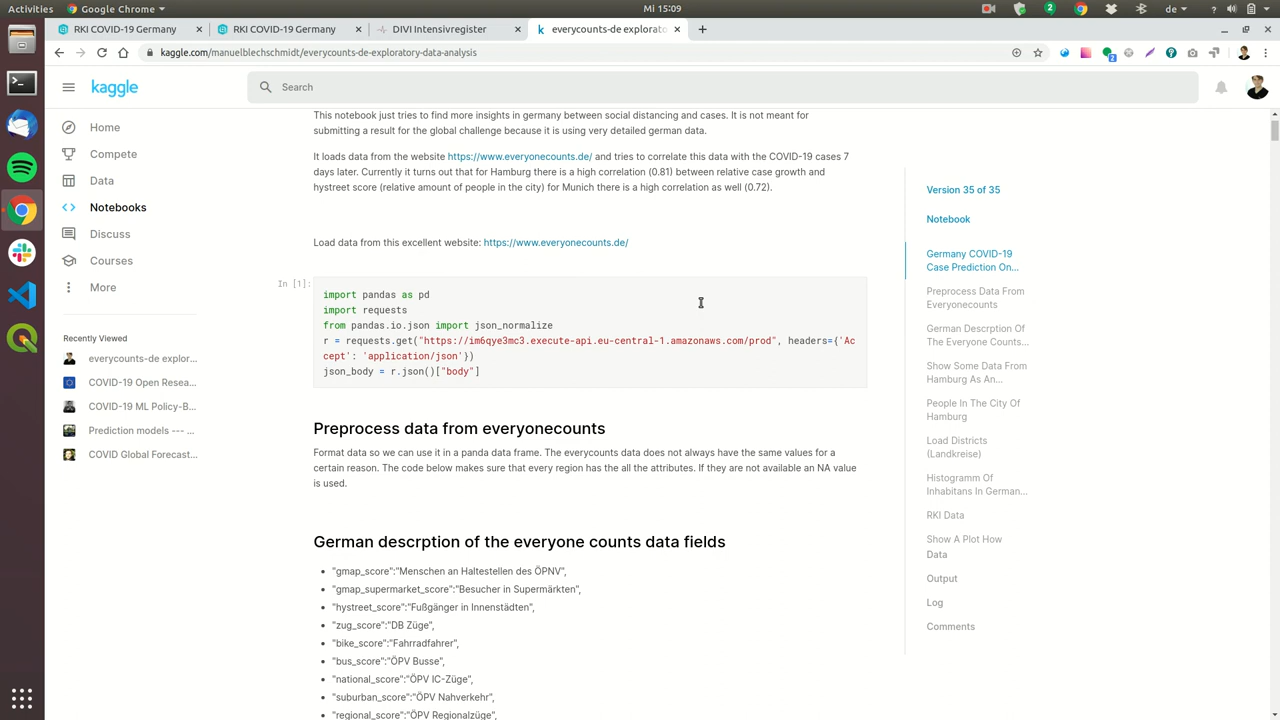 Activities
Google Chrome
Mi 15:09
2
de
RKI COVID-19 Germany
RKI COVID-19 Germany
DIVI Intensivregister
everycounts-de explorato
kaggle.com/manuelblechschmidt/everycounts-de-exploratory-data-analysis
2
kaggle
Search
Home
Compete
Data
Notebooks
Discuss
Courses
More
Recently Viewed
everycounts-de explor...
COVID-19 Open Resea...
COVID-19 ML Policy-B...
Prediction models --- ...
COVID Global Forecast...
This notebook just tries to find more insights in germany between social distancing and cases. It is not meant for
submitting a result for the global challenge because it is using very detailed german data.
It loads data from the website https://www.everyonecounts.de/ and tries to correlate this data with the COVID-19 cases 7
days later. Currently it turns out that for Hamburg there is a high correlation (0.81) between relative case growth and
hystreet score (relative amount of people in the city) for Munich there is a high correlation as well (0.72).
Load data from this excellent website: https://www.everyonecounts.de/
In [1]:
import pandas as pd
import requests
from pandas.io.json import json_normalize
r = requests.get("https://im6qye3mc3.execute-api.eu-central-1.amazonaws.com/prod", headers={'Ac
cept': 'application/json'})
json_body = r.json()["body"]
Preprocess data from everyonecounts
Format data so we can use it in a panda data frame. The everycounts data does not always have the same values for a
certain reason. The code below makes sure that every region has the all the attributes. If they are not available an NA value
is used.
German descrption of the everyone counts data fields
"gmap_score":"Menschen an Haltestellen des ÖPNV",
"gmap_supermarket_score":"Besucher in Supermärkten",
"hystreet_score":"Fußgänger in Innenstädten",
"zug_score":"DB Züge",
"bike_score":"Fahrradfahrer",
"bus_score":"ÖPV Busse",
"national_score":"ÖPV IC-Züge",
"suburban_score":"ÖPV Nahverkehr",
"regional_score":"ÖPV Regionalzüge",
Version 35 of 35
Notebook
Germany COVID-19
Case Prediction On...
Preprocess Data From
Everyonecounts
German Descrption Of
The Everyone Counts...
Show Some Data From
Hamburg As An...
People In The City Of
Hamburg
Load Districts
(Landkreise)
Histogramm Of
Inhabitans In German...
RKI Data
Show A Plot How
Data
Output
Log
Comments